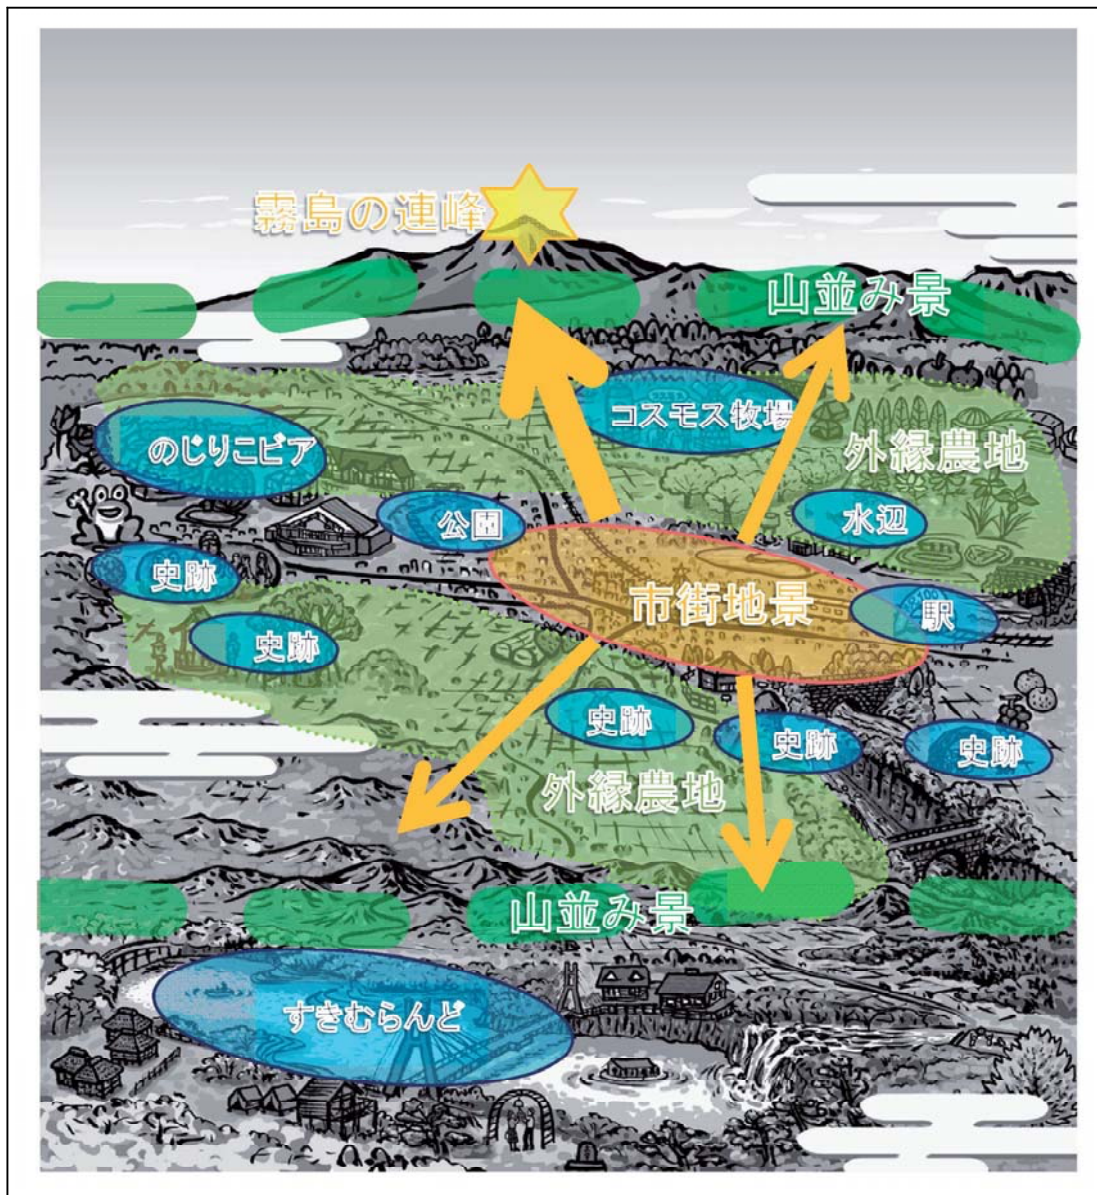 霧島の連峰
山並み景
コスモス牧場
のじりこピア
外縁農地
公園
水辺
史跡
市街地景
駅
史跡
史跡
史跡
史跡
外縁農地
山並み景
すきむらんど